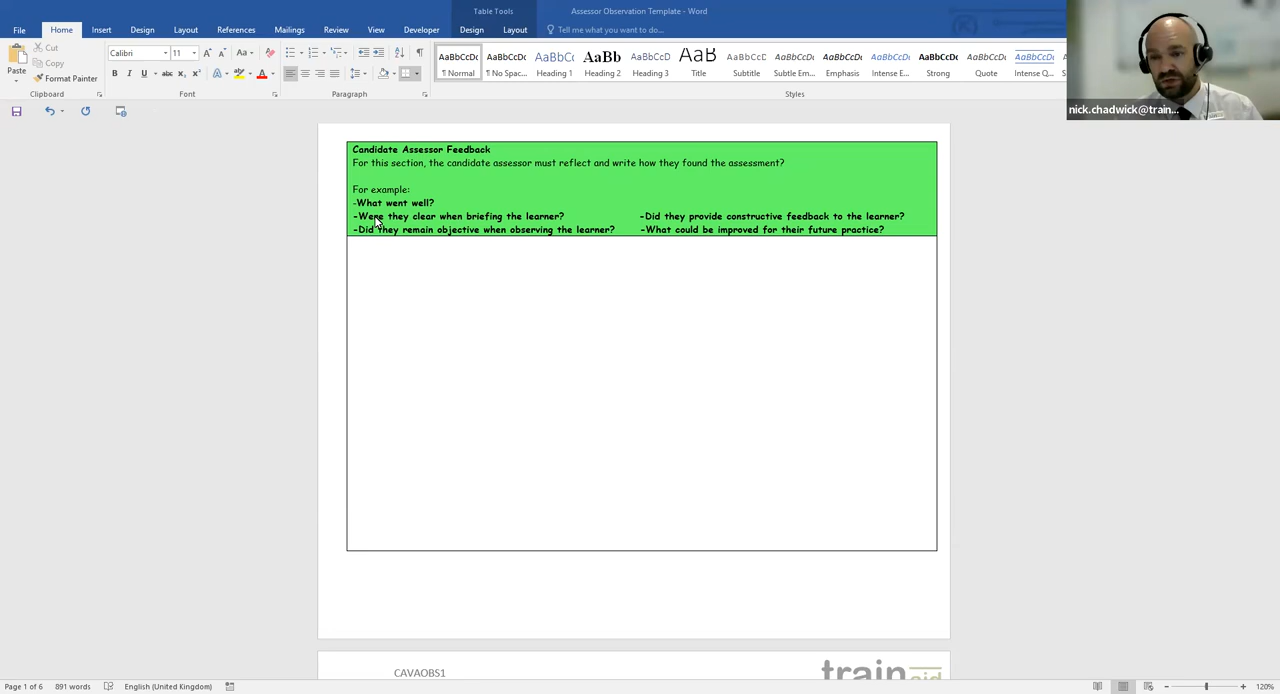 Table Tools
Assessor Observation Template - Word
File Home Insert Design Layout References Mailings Review View Developer Design Layout Tell me what you want to do...
Paste
Cut
Copy
Format Painter
Clipboard
Calibri 11
Font
Paragraph
AaBbCcDc AaBbCcDc AaBbCc AaBbCc AaBbCcD AaB AaBbCcD AaBbCcDc AaBbCcDc AaBbCcDc AaBbCcDc AaBbCcDc AaBbCcDc
¶ Normal ¶ No Spac... Heading 1 Heading 2 Heading 3 Title Subtitle Subtle Em... Emphasis Intense E... Strong Quote Intense Q...
Styles
nick.chadwick@train...
Candidate Assessor Feedback
For this section, the candidate assessor must reflect and write how they found the assessment?
For example:
-What went well?
-Were they clear when briefing the learner? -Did they provide constructive feedback to the learner?
-Did they remain objective when observing the learner? -What could be improved for their future practice?
CAVAOBS1
train
Page 1 of 6 891 words English (United Kingdom) 120%